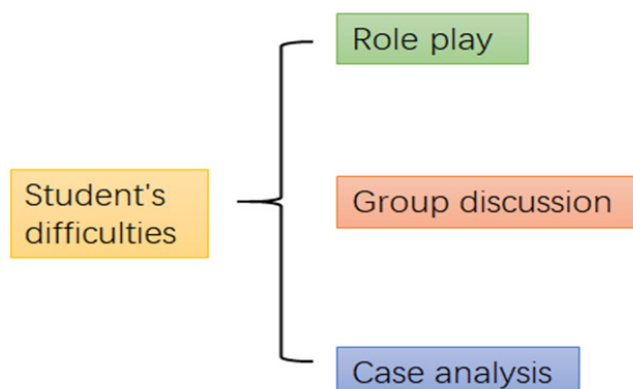 Role play
Student's
difficulties
Group discussion
Case analysis